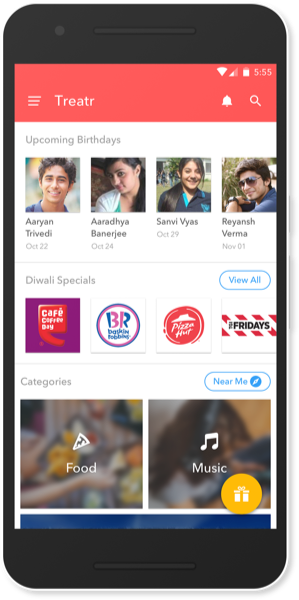 5:55
Treatr
Upcoming Birthdays
Aaryan Trivedi
Oct 22
Aaradhya Banerjee
Oct 24
Sanvi Vyas
Oct 29
Reyansh Verma
Nov 01
Diwali Specials
View All
Café
Coffee
Day
BR
baskin
robbins
Pizza
Hut
TGI FRIDAYS
Categories
Near Me
Food
Music